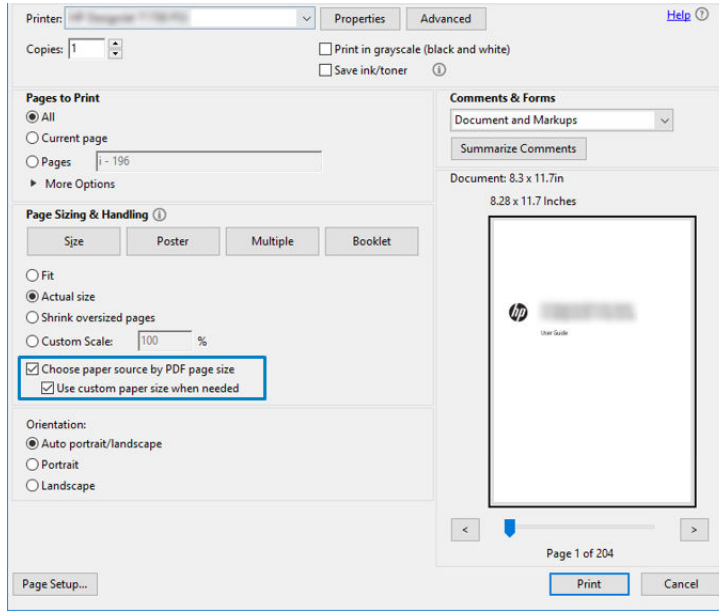 Printer:
Properties
Advanced
Help
Copies: 1
Print in grayscale (black and white)
Save ink/toner
Pages to Print
All
Current page
Pages i - 196
More Options
Page Sizing & Handling
Size Poster Multiple Booklet
Fit
Actual size
Shrink oversized pages
Custom Scale: 100 %
Choose paper source by PDF page size
Use custom paper size when needed
Orientation:
Auto portrait/landscape
Portrait
Landscape
Page Setup...
Comments & Forms
Document and Markups
Summarize Comments
Document: 8.3 x 11.7in
8.28 x 11.7 Inches
hp
User Guide
< >
Page 1 of 204
Print Cancel